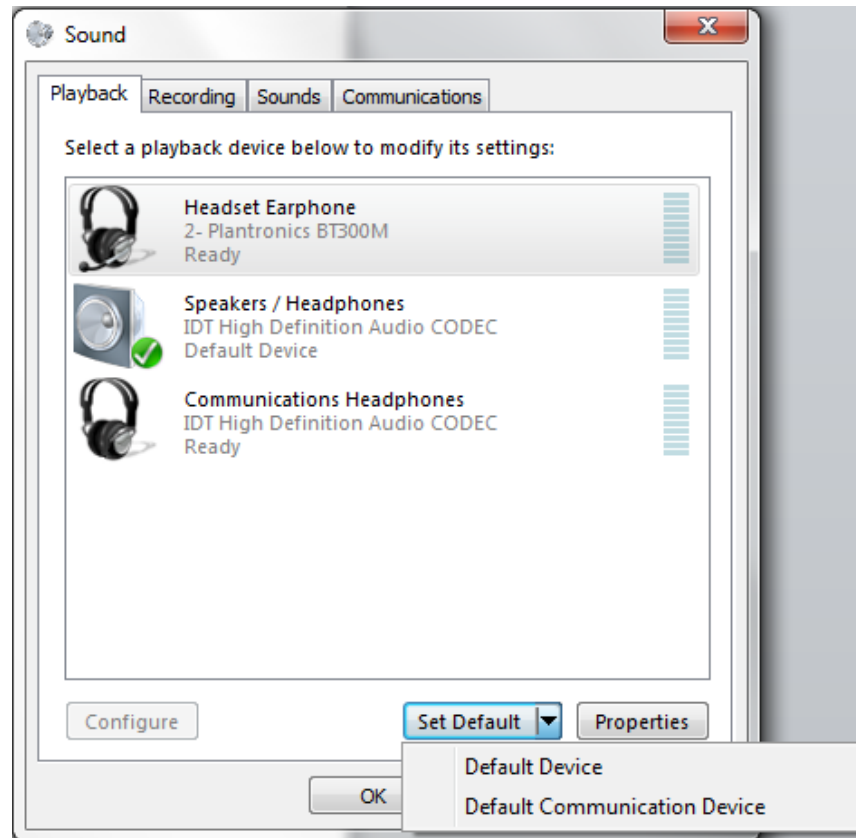 Sound
Playback Recording Sounds Communications
Select a playback device below to modify its settings:
Headset Earphone
2- Plantronics BT300M
Ready
Speakers / Headphones
IDT High Definition Audio CODEC
Default Device
Communications Headphones
IDT High Definition Audio CODEC
Ready
Configure Set Default Properties
Default Device
OK
Default Communication Device